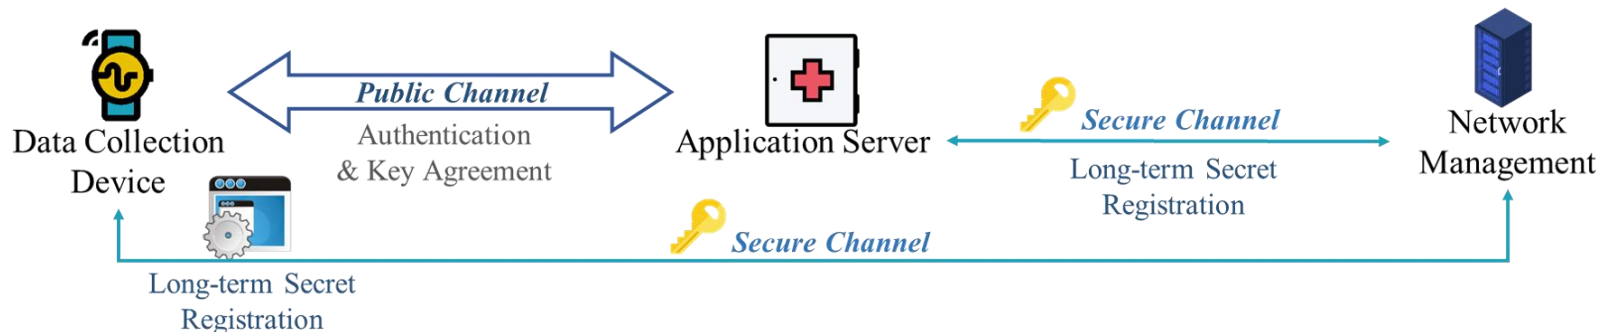 Data Collection
Device
Public Channel
Authentication
& Key Agreement
Application Server
Secure Channel
Long-term Secret
Registration
Network
Management
Secure Channel
Long-term Secret
Registration